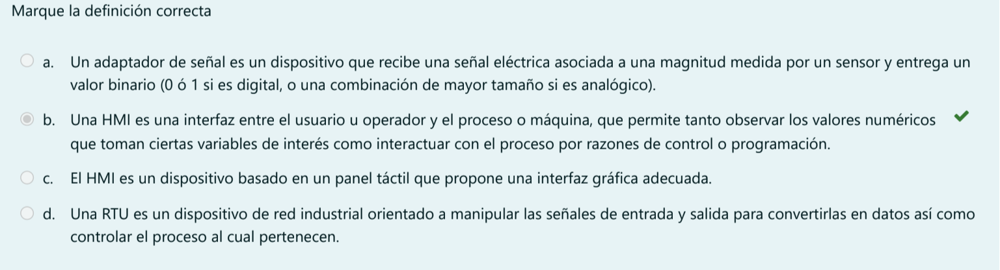 Marque la definición correcta
a. Un adaptador de señal es un dispositivo que recibe una señal eléctrica asociada a una magnitud medida por un sensor y entrega un
valor binario (0 ó 1 si es digital, o una combinación de mayor tamaño si es analógico).
b. Una HMI es una interfaz entre el usuario u operador y el proceso o máquina, que permite tanto observar los valores numéricos
que toman ciertas variables de interés como interactuar con el proceso por razones de control o programación.
c. El HMI es un dispositivo basado en un panel táctil que propone una interfaz gráfica adecuada.
d. Una RTU es un dispositivo de red industrial orientado a manipular las señales de entrada y salida para convertirlas en datos así como
controlar el proceso al cual pertenecen.